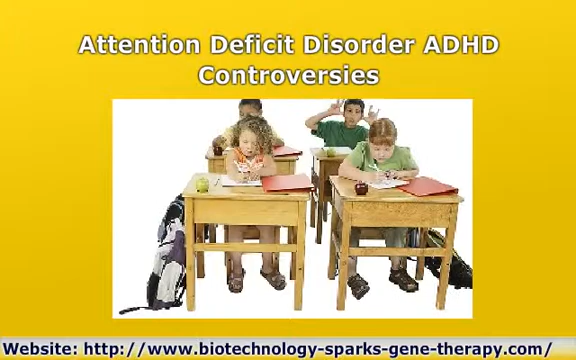 Attention Deficit Disorder ADHD
Controversies
Website: http://www.biotechnology-sparks-gene-therapy.com/